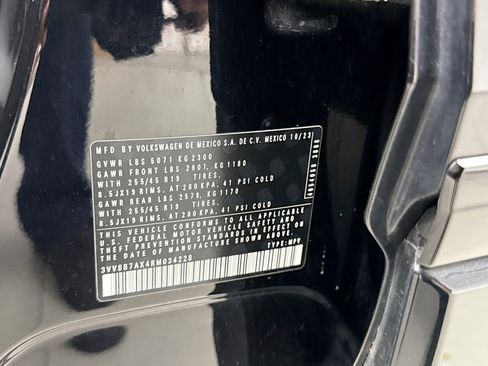 MFD. BY VOLKSWAGEN DE MEXICO S.A. DE C.V. MEXICO 10/23
GVWR LBS 5071 KG 2300
GAWR FRONT LBS 2601, KG 1180
WITH 255/45 R19 TIRES,
8.5JX19 RIMS, AT 280 KPA, 41 PSI COLD
GAWR REAR LBS 2579, KG 1170
WITH 255/45 R19 TIRES,
8.5JX19 RIMS, AT 280 KPA, 41 PSI COLD
THIS VEHICLE CONFORMS TO ALL APPLICABLE
U.S. FEDERAL MOTOR VEHICLE SAFETY AND
THEFT PREVENTION STANDARDS IN EFFECT ON
THE DATE OF MANUFACTURE SHOWN ABOVE.
TYPE: MPV
3VV8B7AX4RM034228